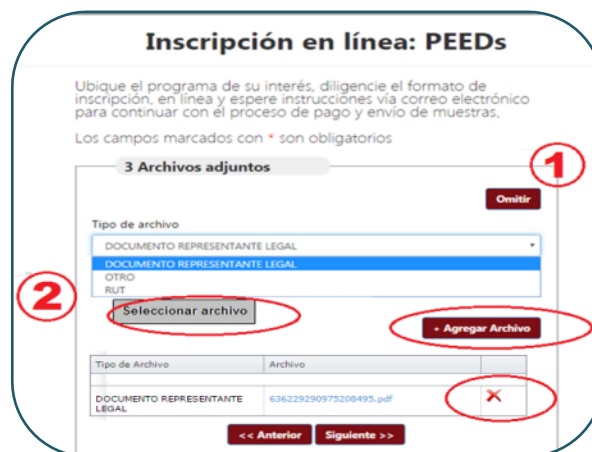 Inscripción en línea: PEEDs
Ubique el programa de su interés, diligencie el formato de
inscripción, en línea y espere instrucciones vía correo electrónico
para continuar con el proceso de pago y envío de muestras.
Los campos marcados con * son obligatorios
3 Archivos adjuntos
1
Omitir
Tipo de archivo
DOCUMENTO REPRESENTANTE LEGAL
DOCUMENTO REPRESENTANTE LEGAL
OTRO
RUT
2
Seleccionar archivo
+ Agregar Archivo
Tipo de Archivo Archivo
DOCUMENTO REPRESENTANTE 636229290975208495.pdf
LEGAL
<< Anterior Siguiente >>